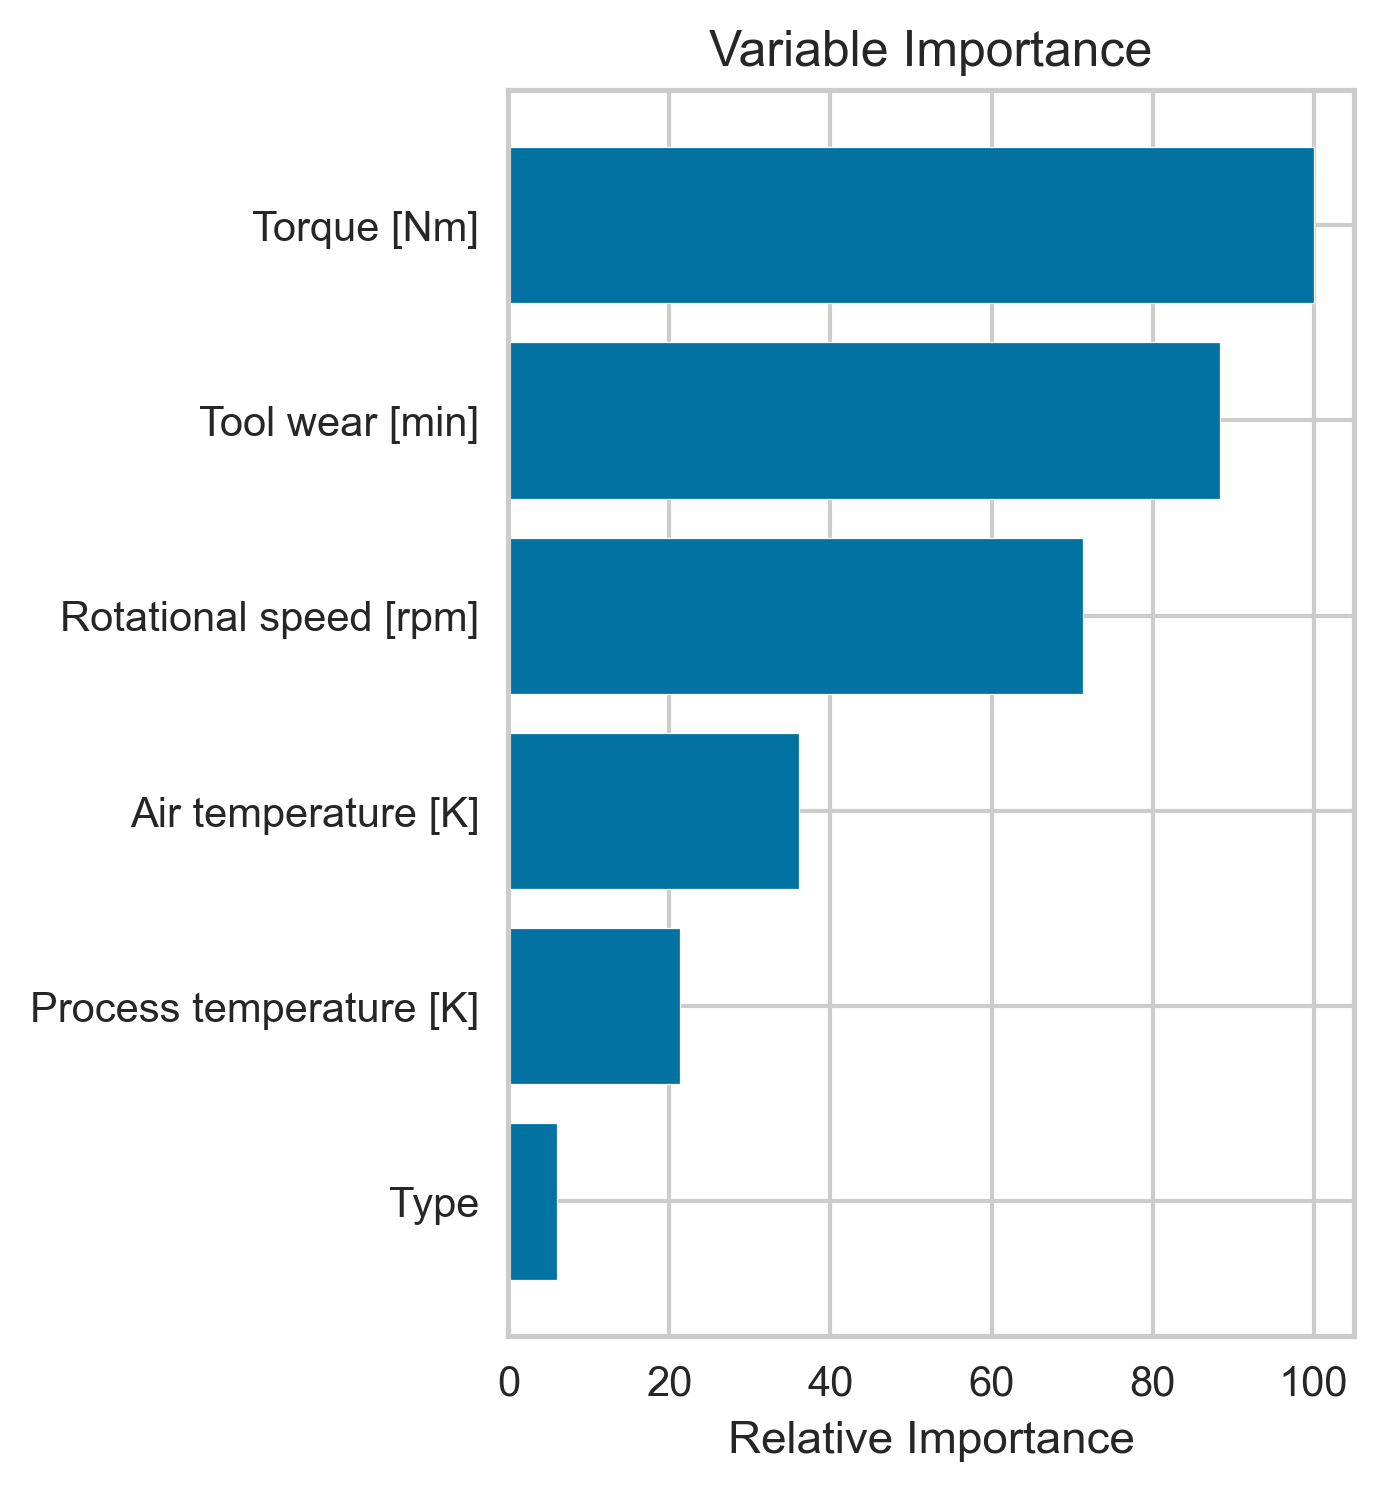 Variable Importance
Torque [Nm]
Tool wear [min]
Rotational speed [rpm]
Air temperature [K]
Process temperature [K]
Type
0 20 40 60 80 100
Relative Importance